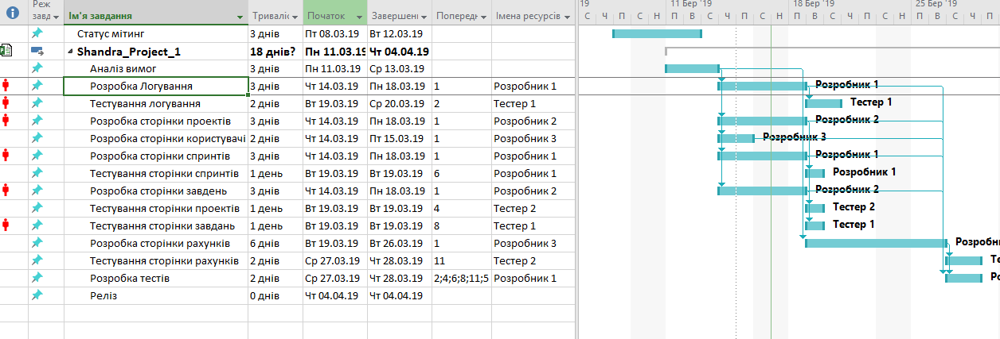 Реж завд Ім'я завдання Триваліс Початок Завершені Попередн Імена ресурсів
19 11 Бер '19 18 Бер '19 25 Бер '19
С Ч П С Н П В С Ч П С Н П В С Ч П С Н П В С Ч П
Статус мітинг 3 днів Пт 08.03.19 Вт 12.03.19
Shandra_Project_1 18 днів? Пн 11.03.19 Чт 04.04.19
Аналіз вимог 3 днів Пн 11.03.19 Ср 13.03.19
Розробка Логування 3 днів Чт 14.03.19 Пн 18.03.19 1 Розробник 1 Розробник 1
Тестування логування 2 днів Вт 19.03.19 Ср 20.03.19 2 Тестер 1 Тестер 1
Розробка сторінки проектів 3 днів Чт 14.03.19 Пн 18.03.19 1 Розробник 2 Розробник 2
Розробка сторінки користувачі 2 днів Чт 14.03.19 Пт 15.03.19 1 Розробник 3 Розробник 3
Розробка сторінки спринтів 3 днів Чт 14.03.19 Пн 18.03.19 1 Розробник 1 Розробник 1
Тестування сторінки спринтів 1 день Вт 19.03.19 Вт 19.03.19 6 Розробник 1 Розробник 1
Розробка сторінки завдень 3 днів Чт 14.03.19 Пн 18.03.19 1 Розробник 2 Розробник 2
Тестування сторінки проектів 1 день Вт 19.03.19 Вт 19.03.19 4 Тестер 2 Тестер 2
Тестування сторінки завдань 1 день Вт 19.03.19 Вт 19.03.19 8 Тестер 1 Тестер 1
Розробка сторінки рахунків 6 днів Вт 19.03.19 Вт 26.03.19 1 Розробник 3 Розробн
Тестування сторінки рахунків 2 днів Ср 27.03.19 Чт 28.03.19 11 Тестер 2 Те
Розробка тестів 2 днів Ср 27.03.19 Чт 28.03.19 2;4;6;8;11;5 Розробник 1 Ро
Реліз 0 днів Чт 04.04.19 Чт 04.04.19